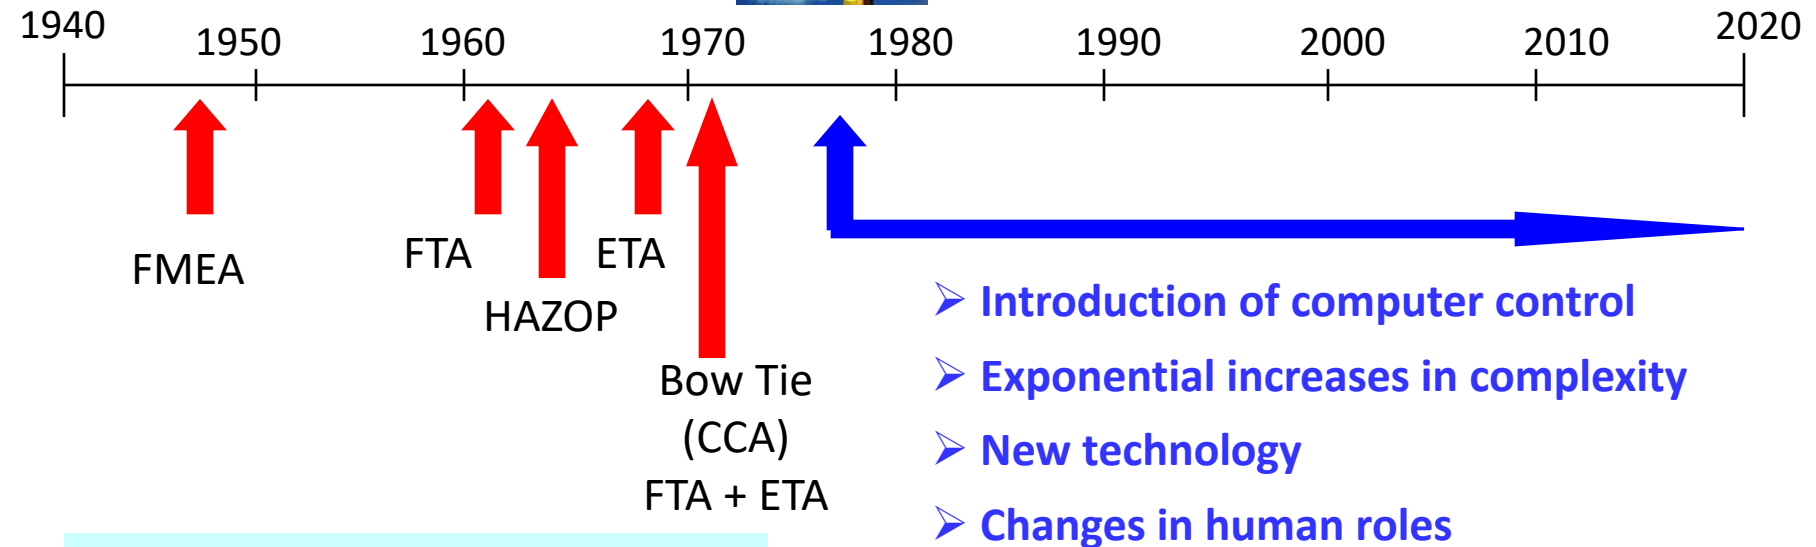 1940 1950 1960 1970 1980 1990 2000 2010 2020
FMEA
FTA
HAZOP
ETA
Bow Tie
(CCA)
FTA + ETA
➢ Introduction of computer control
➢ Exponential increases in complexity
➢ New technology
➢ Changes in human roles